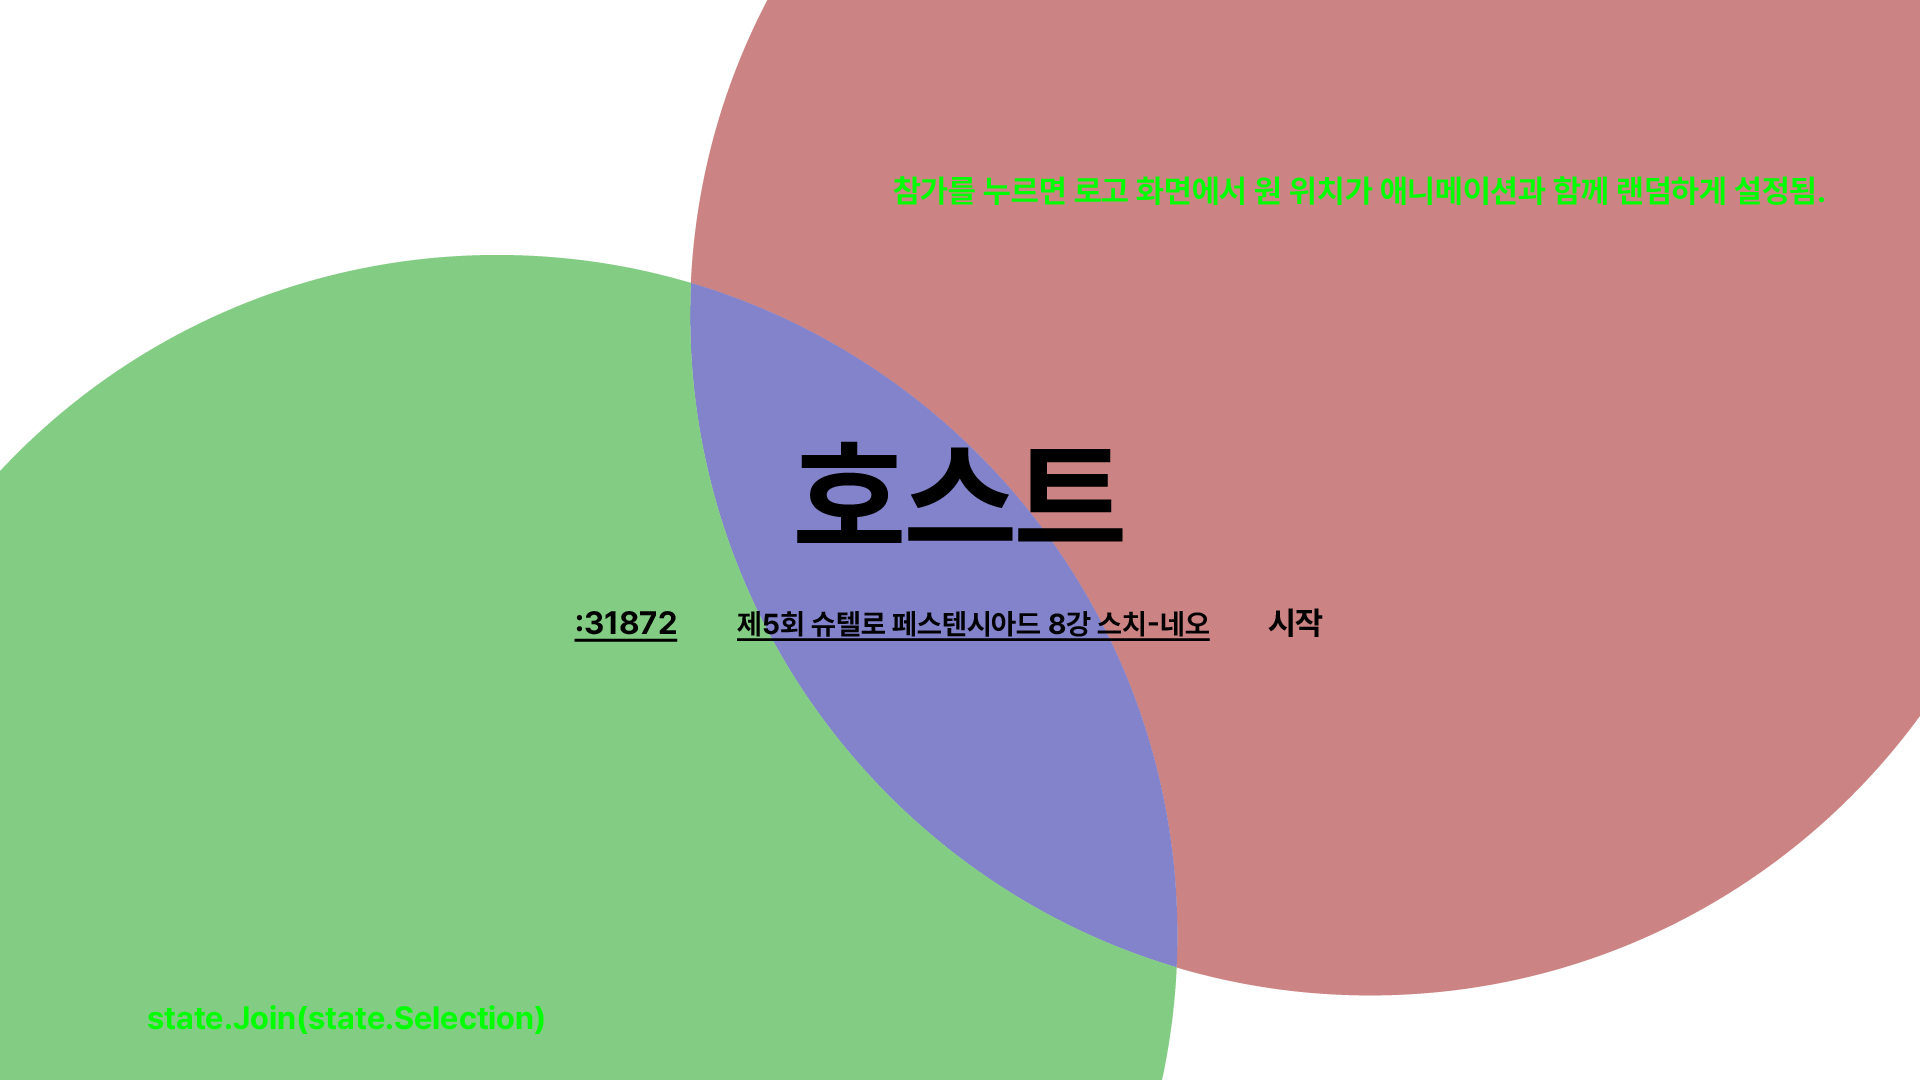 참가를 누르면 로고 화면에서 원 위치가 애니메이션과 함께 랜덤하게 설정됨.
호스트
:31872 제5회 슈텔로 페스텐시아드 8강 스치-네오 시작
state.Join(state.Selection)